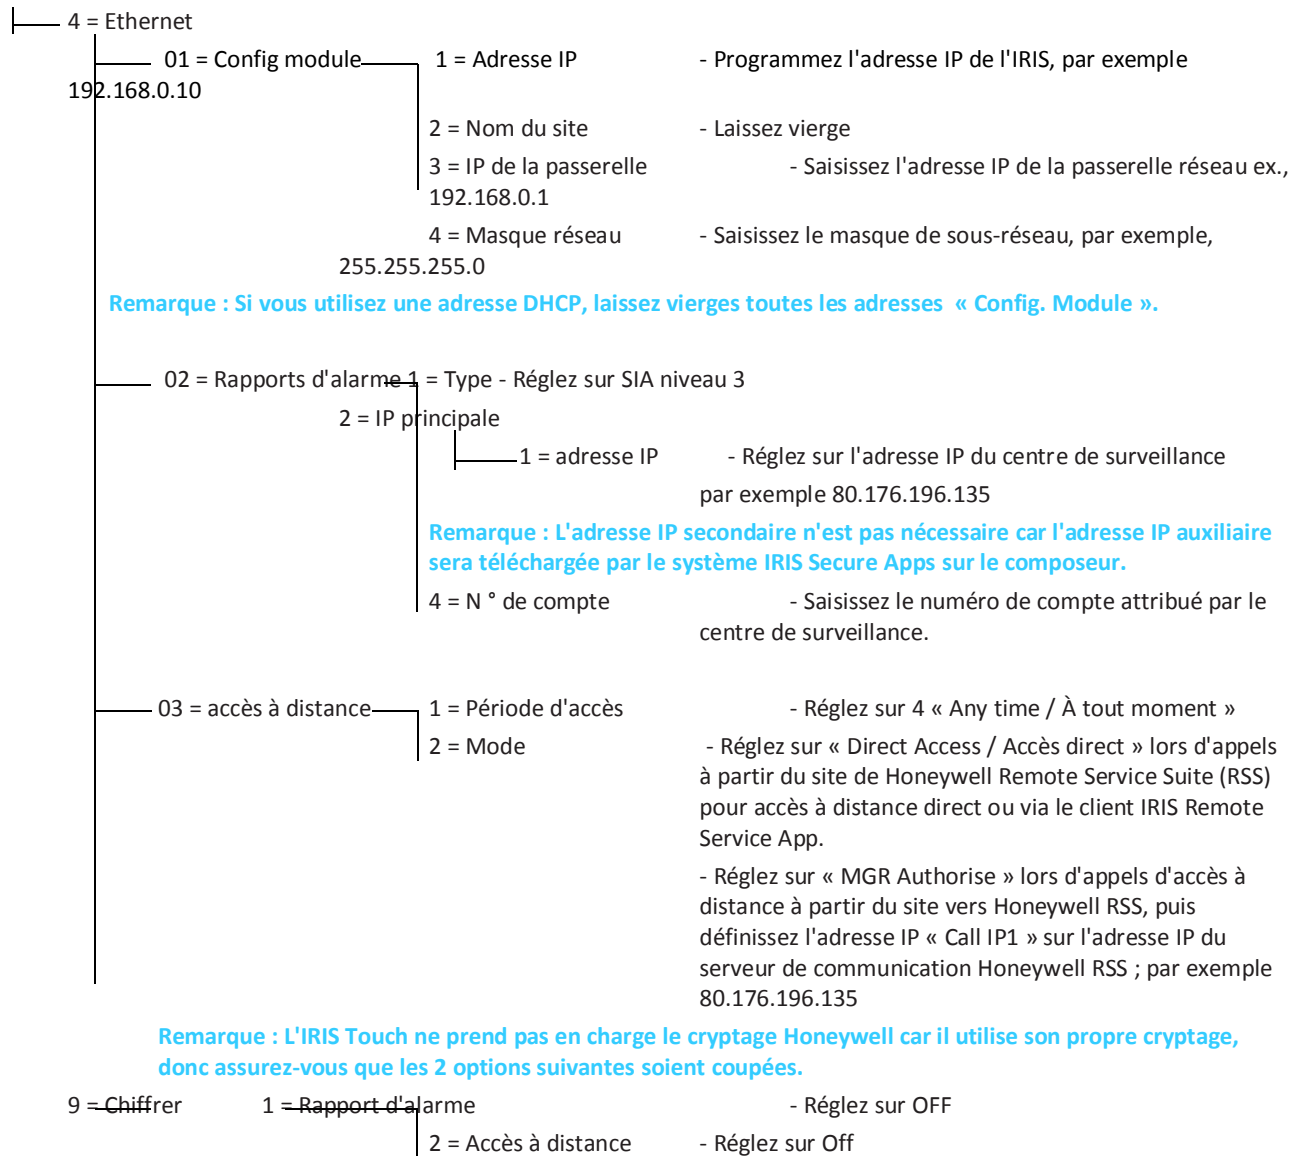 4 = Ethernet
01 = Config module 1 = Adresse IP - Programmez l'adresse IP de l'IRIS, par exemple
192.168.0.10
2 = Nom du site - Laissez vierge
3 = IP de la passerelle - Saisissez l'adresse IP de la passerelle réseau ex.,
192.168.0.1
4 = Masque réseau - Saisissez le masque de sous-réseau, par exemple,
255.255.255.0
Remarque : Si vous utilisez une adresse DHCP, laissez vierges toutes les adresses « Config. Module ».
02 = Rapports d'alarme 1 = Type - Réglez sur SIA niveau 3
2 = IP principale
1 = adresse IP - Réglez sur l'adresse IP du centre de surveillance
par exemple 80.176.196.135
Remarque : L'adresse IP secondaire n'est pas nécessaire car l'adresse IP auxiliaire
sera téléchargée par le système IRIS Secure Apps sur le composeur.
4 = N ° de compte - Saisissez le numéro de compte attribué par le
centre de surveillance.
03 = accès à distance 1 = Période d'accès - Réglez sur 4 « Any time / À tout moment »
2 = Mode - Réglez sur « Direct Access / Accès direct » lors d'appels
à partir du site de Honeywell Remote Service Suite (RSS)
pour accès à distance direct ou via le client IRIS Remote
Service App.
- Réglez sur « MGR Authorise » lors d'appels d'accès à
distance à partir du site vers Honeywell RSS, puis
définissez l'adresse IP « Call IP1 » sur l'adresse IP du
serveur de communication Honeywell RSS ; par exemple
80.176.196.135
Remarque : L'IRIS Touch ne prend pas en charge le cryptage Honeywell car il utilise son propre cryptage,
donc assurez-vous que les 2 options suivantes soient coupées.
9 = Chiffrer 1 = Rapport d'alarme - Réglez sur OFF
2 = Accès à distance - Réglez sur Off